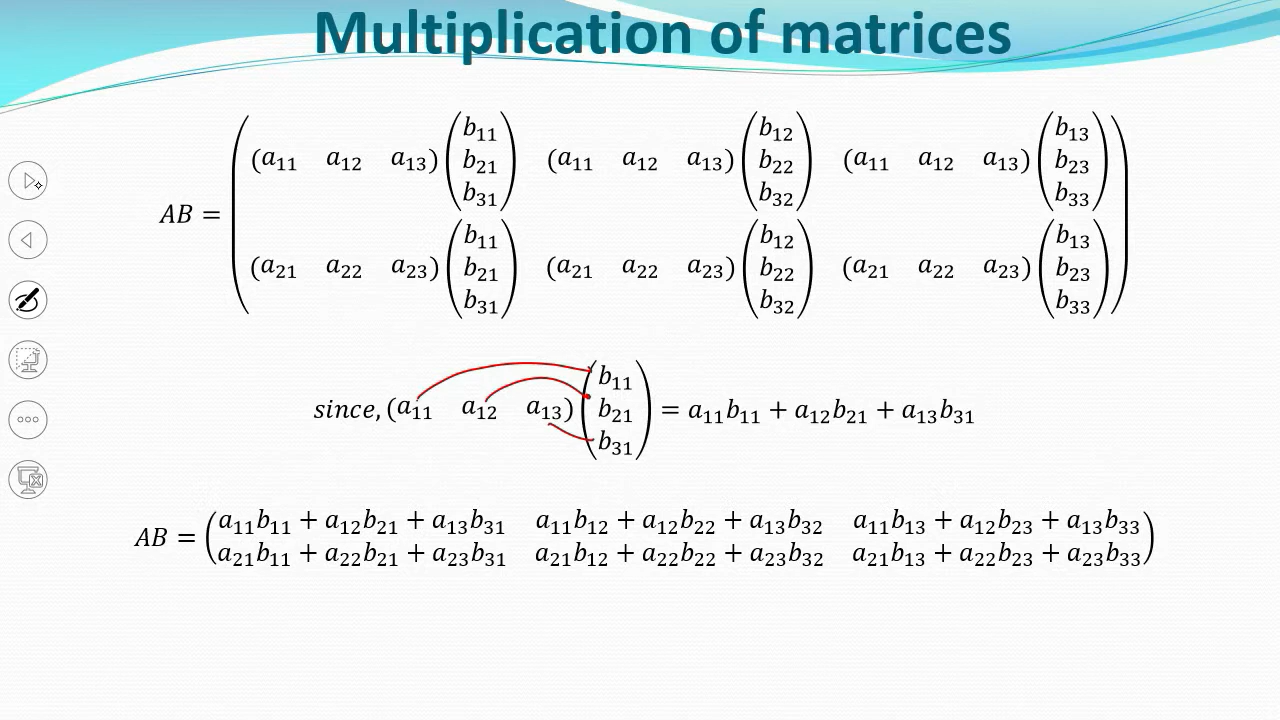 Multiplication of matrices
AB = ( (a₁₁ a₁₂ a₁₃) (b₁₁ b₂₁ b₃₁) (a₁₁ a₁₂ a₁₃) (b₁₂ b₂₂ b₃₂) (a₁₁ a₁₂ a₁₃) (b₁₃ b₂₃ b₃₃)
(a₂₁ a₂₂ a₂₃) (b₁₁ b₂₁ b₃₁) (a₂₁ a₂₂ a₂₃) (b₁₂ b₂₂ b₃₂) (a₂₁ a₂₂ a₂₃) (b₁₃ b₂₃ b₃₃) )
since, (a₁₁ a₁₂ a₁₃) (b₁₁ b₂₁ b₃₁) = a₁₁b₁₁ + a₁₂b₂₁ + a₁₃b₃₁
AB = (a₁₁b₁₁ + a₁₂b₂₁ + a₁₃b₃₁ a₁₁b₁₂ + a₁₂b₂₂ + a₁₃b₃₂ a₁₁b₁₃ + a₁₂b₂₃ + a₁₃b₃₃
a₂₁b₁₁ + a₂₂b₂₁ + a₂₃b₃₁ a₂₁b₁₂ + a₂₂b₂₂ + a₂₃b₃₂ a₂₁b₁₃ + a₂₂b₂₃ + a₂₃b₃₃)